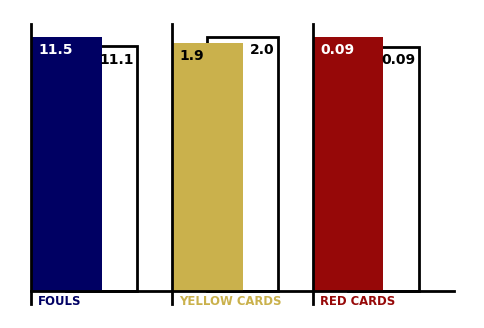 11.5
11.1
1.9
2.0
0.09
0.09
FOULS
YELLOW CARDS
RED CARDS